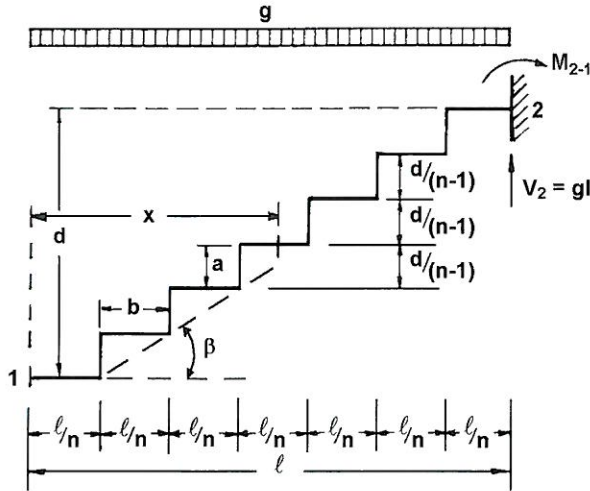 g
M₂₋₁
2
d/(n-1)
V₂ = gl
x
d/(n-1)
d
a
d/(n-1)
b
β
1
ℓ/n ℓ/n ℓ/n ℓ/n ℓ/n ℓ/n ℓ/n
ℓ